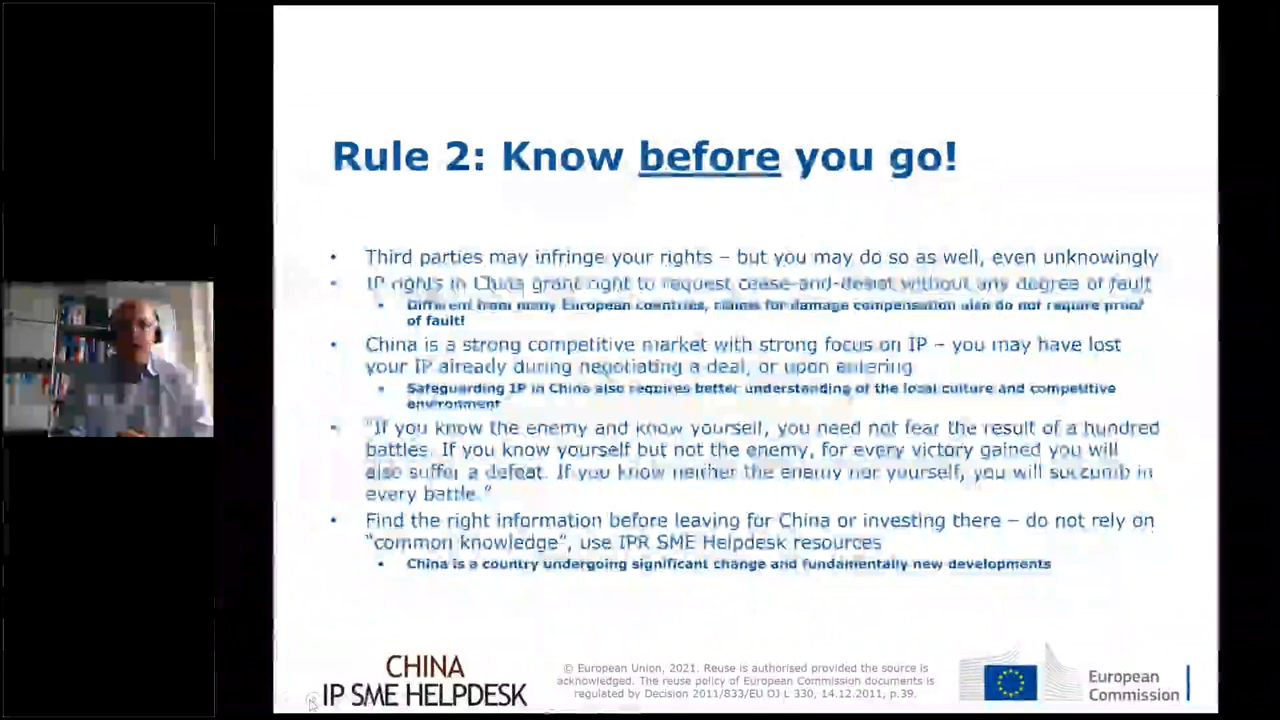 Rule 2: Know before you go!
• Third parties may infringe your rights – but you may do so as well, even unknowingly
• IP rights in China grant right to request cease-and-desist without any degree of fault
• Different from many European countries, claims for damage compensation also do not require proof
of fault!
• China is a strong competitive market with strong focus on IP – you may have lost
your IP already during negotiating a deal, or upon entering
• Safeguarding IP in China also requires better understanding of the local culture and competitive
environment
• "If you know the enemy and know yourself, you need not fear the result of a hundred
battles. If you know yourself but not the enemy, for every victory gained you will
also suffer a defeat. If you know neither the enemy nor yourself, you will succumb in
every battle."
• Find the right information before leaving for China or investing there – do not rely on
"common knowledge", use IPR SME Helpdesk resources
• China is a country undergoing significant change and fundamentally new developments
CHINA
IP SME HELPDESK
© European Union, 2021. Reuse is authorised provided the source is
acknowledged. The reuse policy of European Commission documents is
regulated by Decision 2011/833/EU OJ L 330, 14.12.2011, p.39.
European
Commission